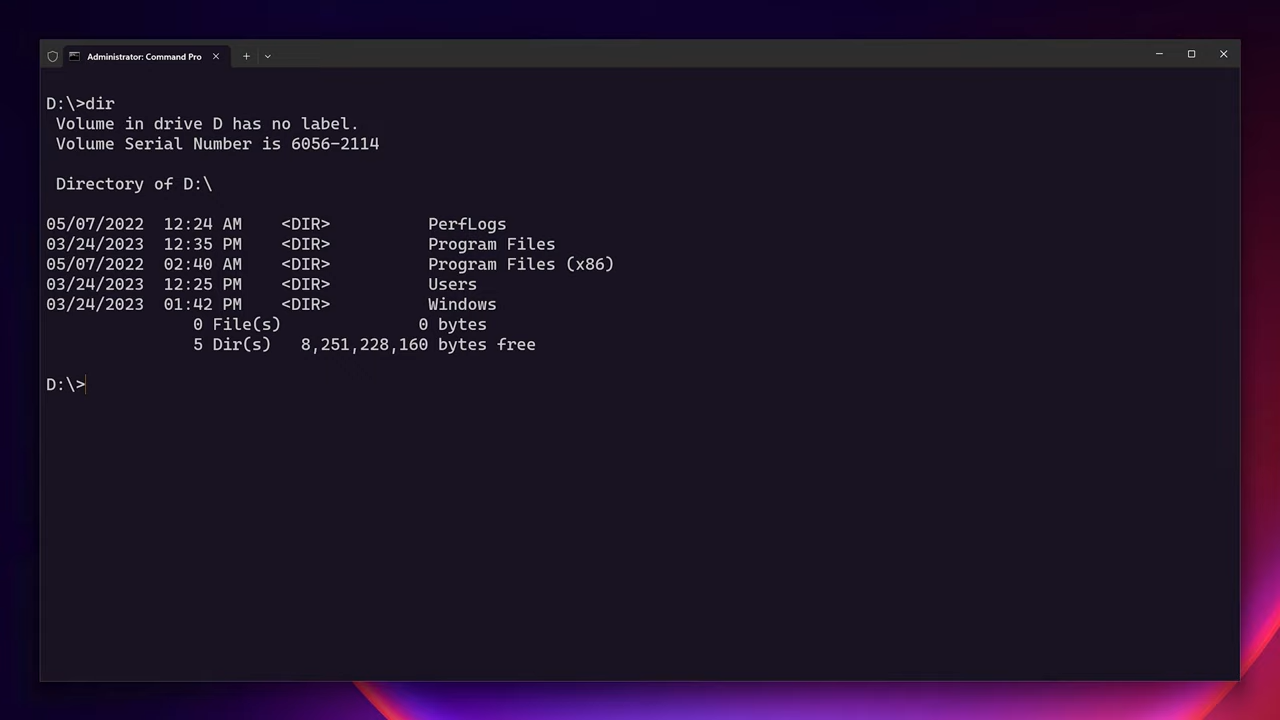 Administrator: Command Pro
D:\>dir
 Volume in drive D has no label.
 Volume Serial Number is 6056-2114
 Directory of D:\
05/07/2022  12:24 AM    <DIR>          PerfLogs
03/24/2023  12:35 PM    <DIR>          Program Files
05/07/2022  02:40 AM    <DIR>          Program Files (x86)
03/24/2023  12:25 PM    <DIR>          Users
03/24/2023  01:42 PM    <DIR>          Windows
               0 File(s)              0 bytes
               5 Dir(s)   8,251,228,160 bytes free
D:\>